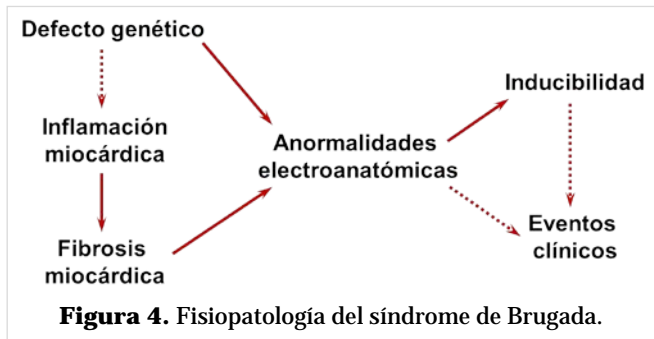 Defecto genético
Inflamación
miocárdica
Fibrosis
miocárdica
Anormalidades
electroanatómicas
Inducibilidad
Eventos
clínicos
Figura 4. Fisiopatología del síndrome de Brugada.